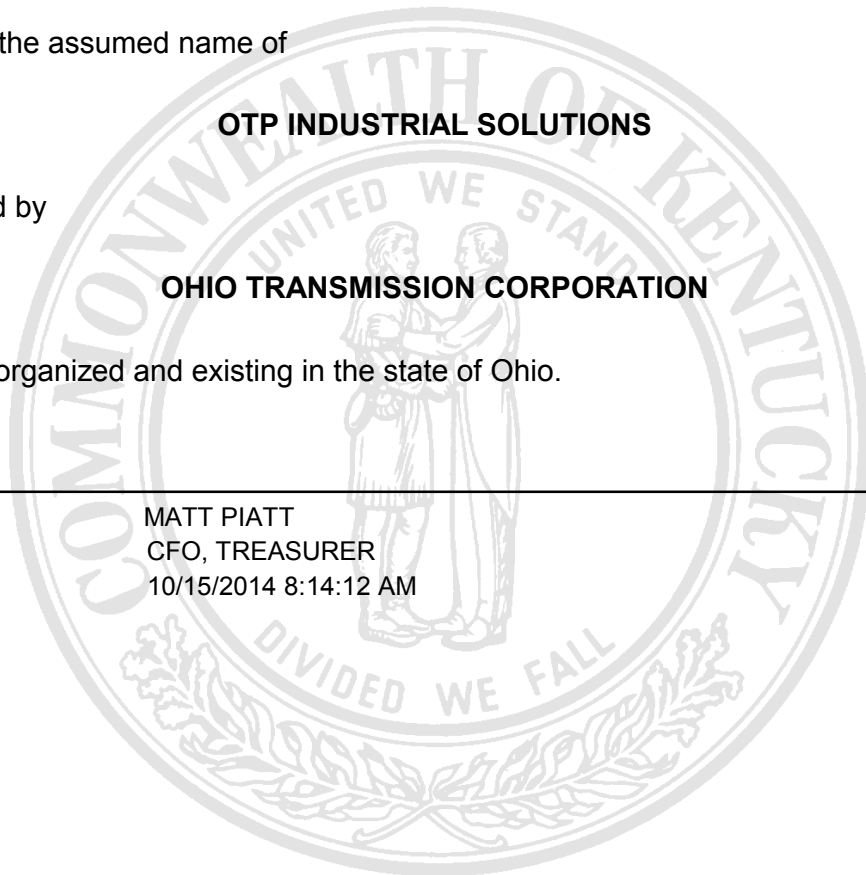 the assumed name of
OTP INDUSTRIAL SOLUTIONS
d by
OHIO TRANSMISSION CORPORATION
organized and existing in the state of Ohio.
MATT PIATT
CFO, TREASURER
10/15/2014 8:14:12 AM
COMMONWEALTH OF KENTUCKY
UNITED WE STAND
DIVIDED WE FALL